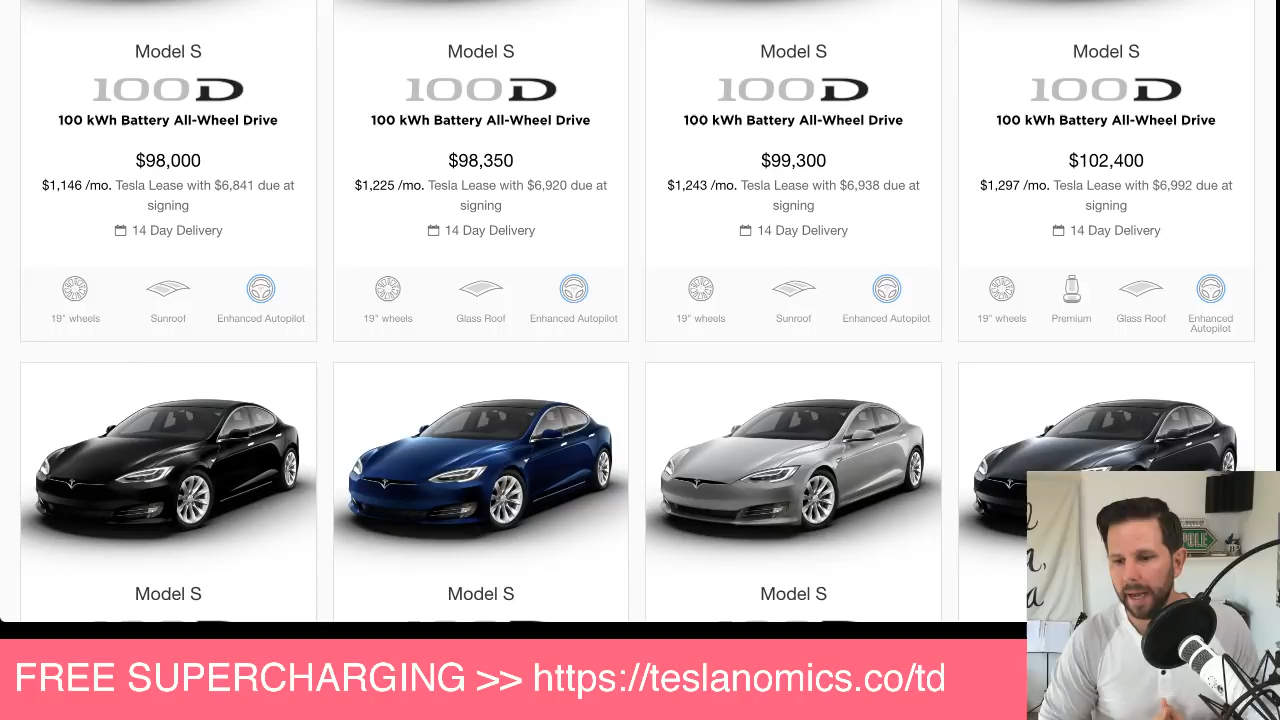 Model S
100D
100 kWh Battery All-Wheel Drive
$98,000
$1,146 /mo. Tesla Lease with $6,841 due at
signing
14 Day Delivery
19" wheels
Sunroof
Enhanced Autopilot
Model S
100D
100 kWh Battery All-Wheel Drive
$98,350
$1,225 /mo. Tesla Lease with $6,920 due at
signing
14 Day Delivery
19" wheels
Glass Roof
Enhanced Autopilot
Model S
100D
100 kWh Battery All-Wheel Drive
$99,300
$1,243 /mo. Tesla Lease with $6,938 due at
signing
14 Day Delivery
19" wheels
Sunroof
Enhanced Autopilot
Model S
100D
100 kWh Battery All-Wheel Drive
$102,400
$1,297 /mo. Tesla Lease with $6,992 due at
signing
14 Day Delivery
19" wheels
Premium
Glass Roof
Enhanced
Autopilot
Model S
Model S
Model S
FREE SUPERCHARGING >> https://teslanomics.co/td